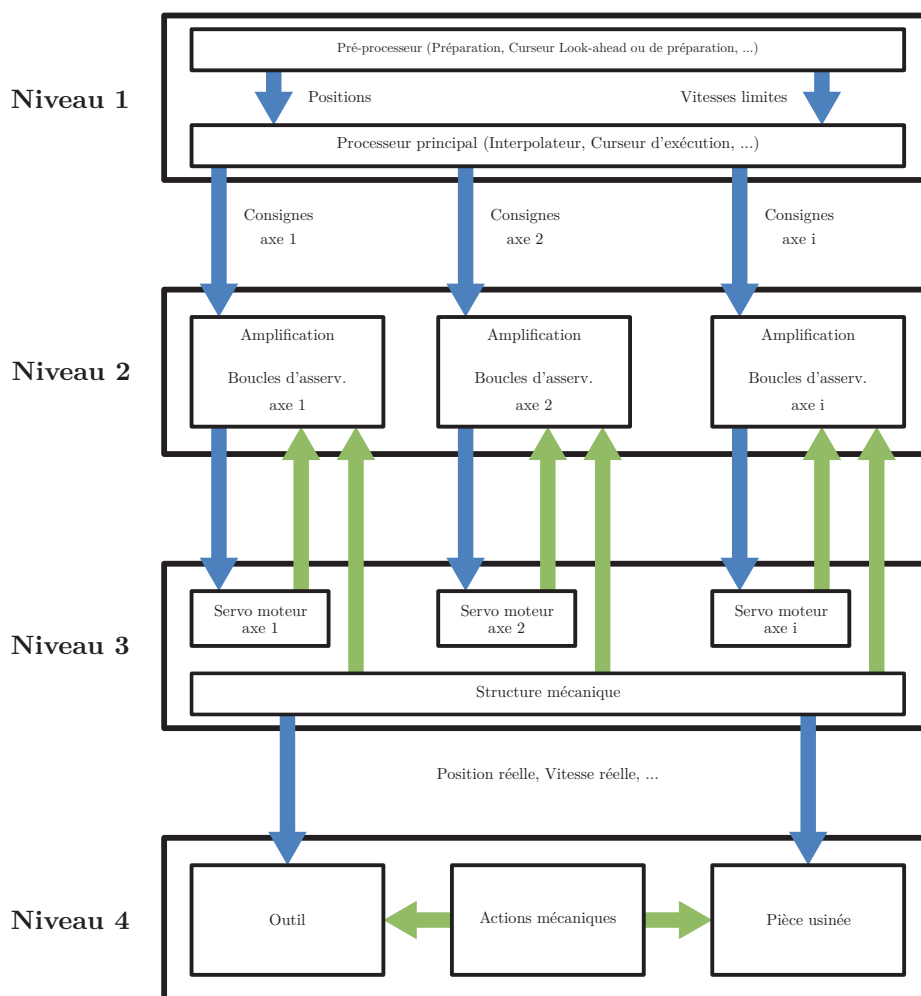 Pré-processeur (Préparation, Curseur Look-ahead ou de préparation, ...)
Niveau 1
Positions
Vitesses limites
Processeur principal (Interpolateur, Curseur d'exécution, ...)
Consignes
axe 1
Consignes
axe 2
Consignes
axe i
Niveau 2
Amplification
Boucles d'asserv.
axe 1
Amplification
Boucles d'asserv.
axe 2
Amplification
Boucles d'asserv.
axe i
Niveau 3
Servo moteur
axe 1
Servo moteur
axe 2
Servo moteur
axe i
Structure mécanique
Position réelle, Vitesse réelle, ...
Niveau 4
Outil
Actions mécaniques
Pièce usinée